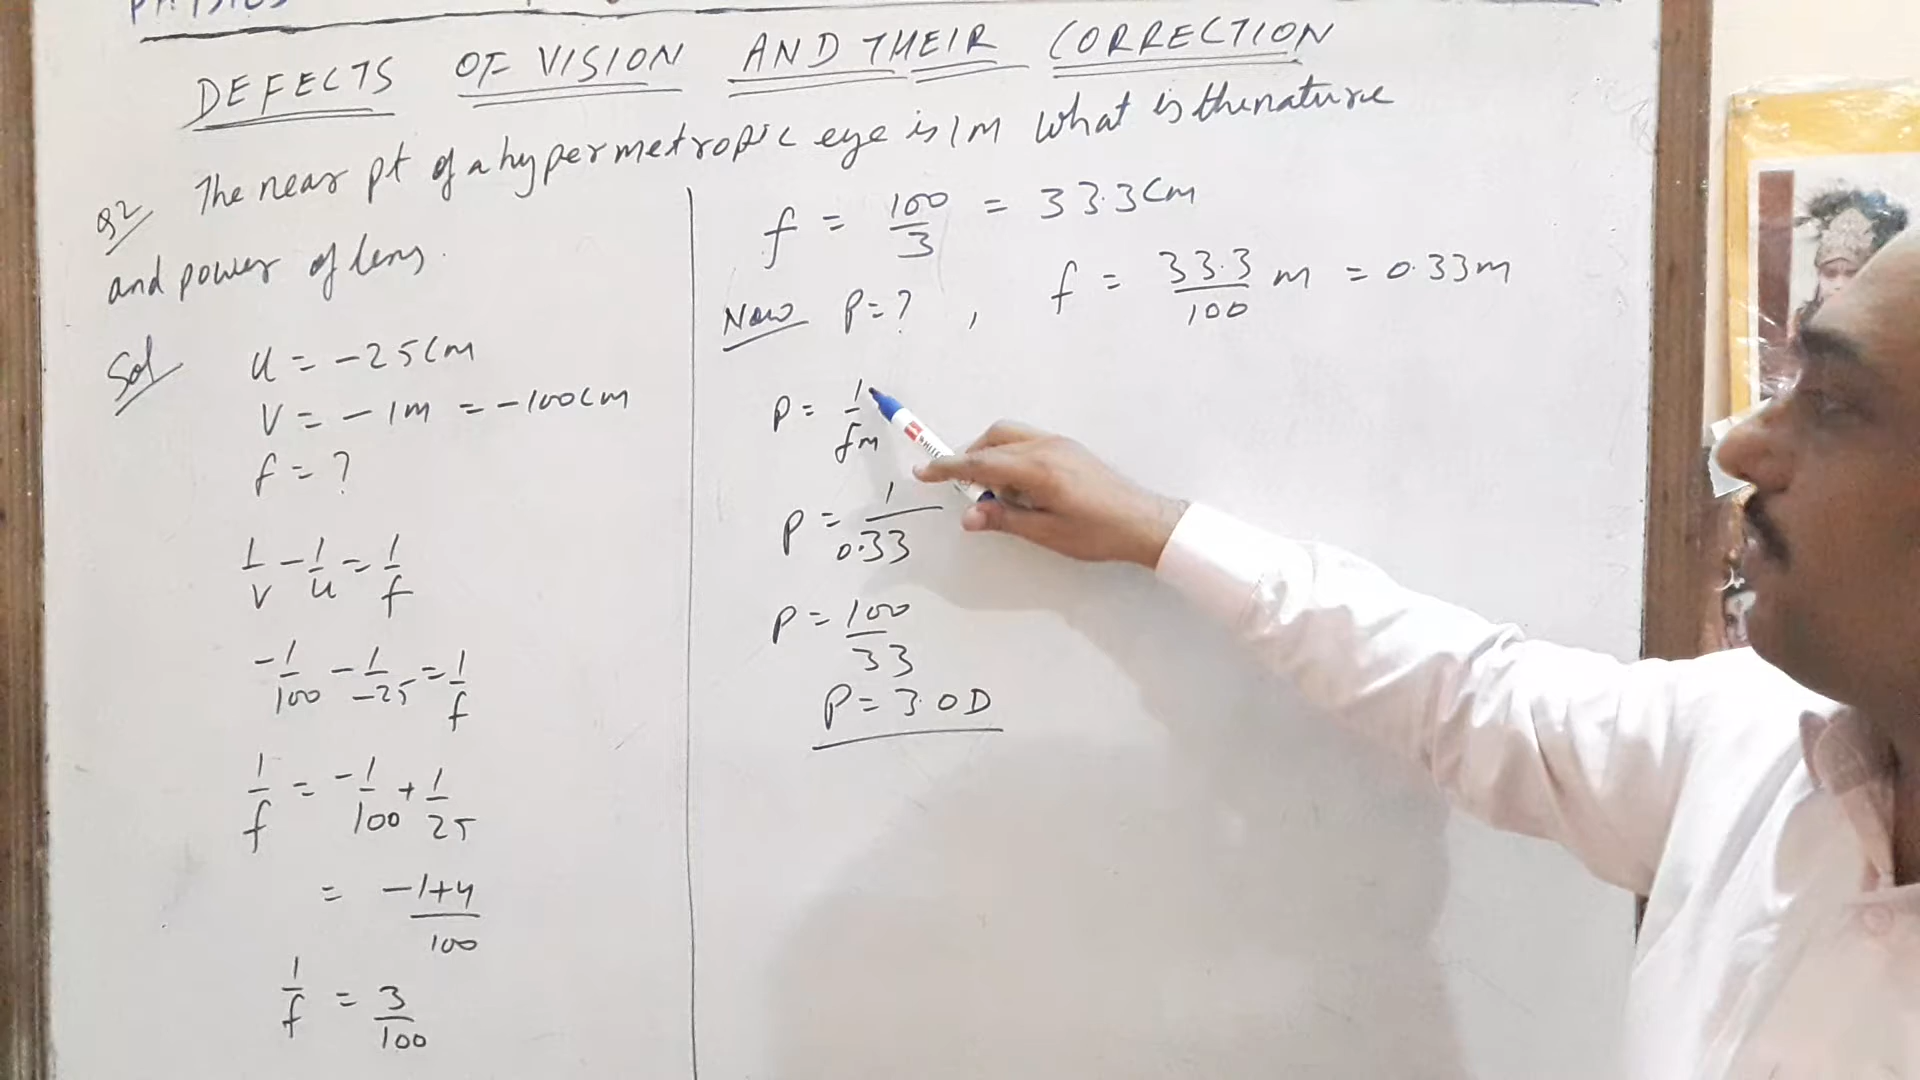 PHYSICS
DEFECTS OF VISION AND THEIR CORRECTION
Q2 The near pt of a hypermetropic eye is 1m what is the nature
and power of lens.
Sol
u = -25cm
V = -1m = -100cm
f = ?
1/v - 1/u = 1/f
-1/100 - 1/-25 = 1/f
1/f = -1/100 + 1/25
= -1+4/100
1/f = 3/100
f = 100/3 = 33.3cm
Now P=? , f = 33.3/100 m = 0.33m
P = 1/fm
P = 1/0.33
P = 100/33
P = 3.0D